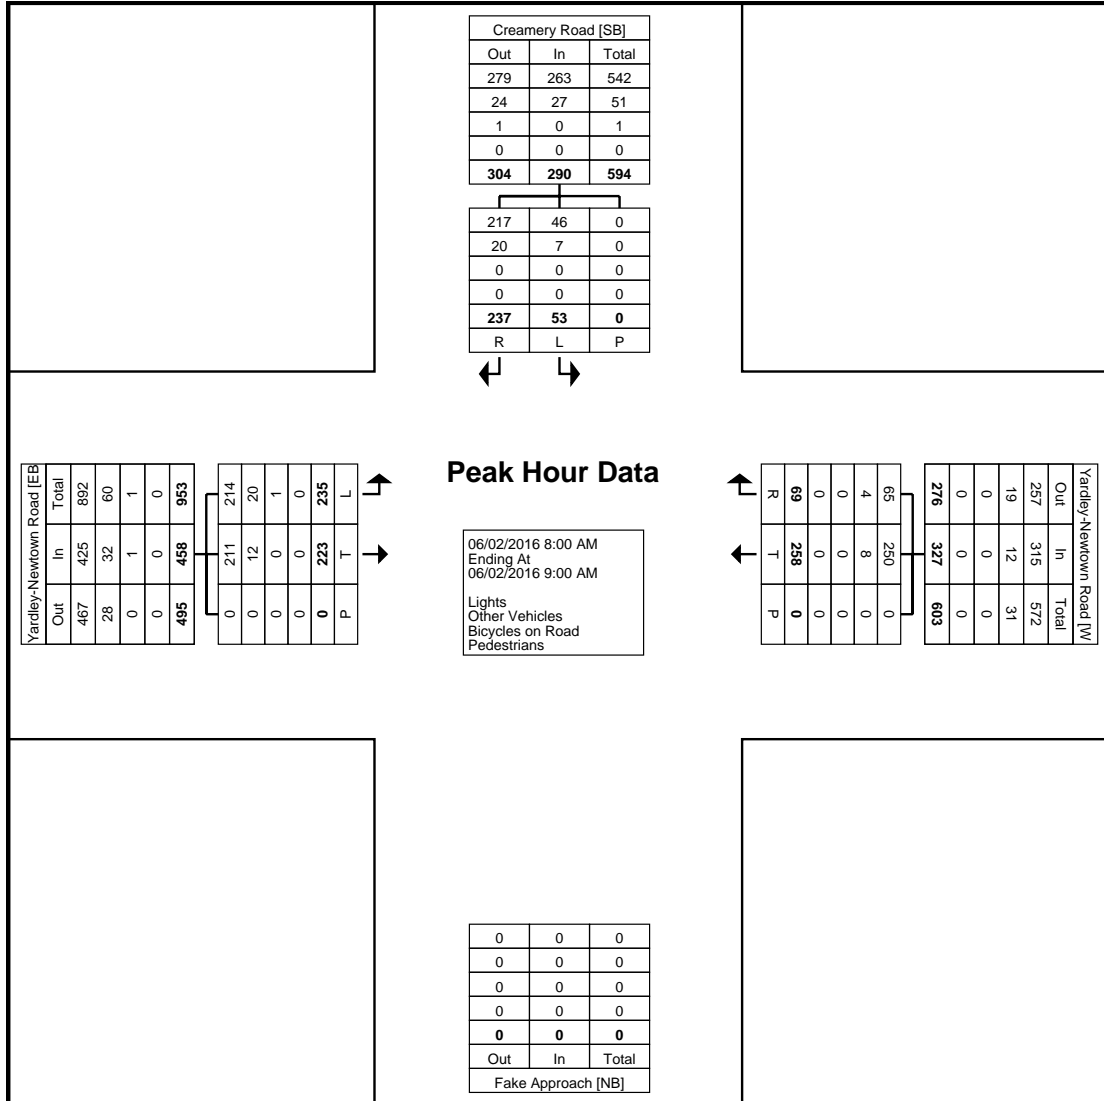 Creamery Road [SB]
Out In Total
279 263 542
24 27 51
1 0 1
0 0 0
304 290 594
217 46 0
20 7 0
0 0 0
0 0 0
237 53 0
R L P
Yardley-Newtown Road [EB
Total 892 60 1 0 953
In 425 32 1 0 458
Out 467 28 0 0 495
214 20 1 0 235 L
211 12 0 0 223 T
0 0 0 0 0 P
Peak Hour Data
06/02/2016 8:00 AM
Ending At
06/02/2016 9:00 AM
Lights
Other Vehicles
Bicycles on Road
Pedestrians
R 69 0 0 4 65
T 258 0 0 8 250
P 0 0 0 0 0
276 0 0 19 257 Out
327 0 0 12 315 In
603 0 0 31 572 Total
Yardley-Newtown Road [W
0 0 0
0 0 0
0 0 0
0 0 0
0 0 0
Out In Total
Fake Approach [NB]